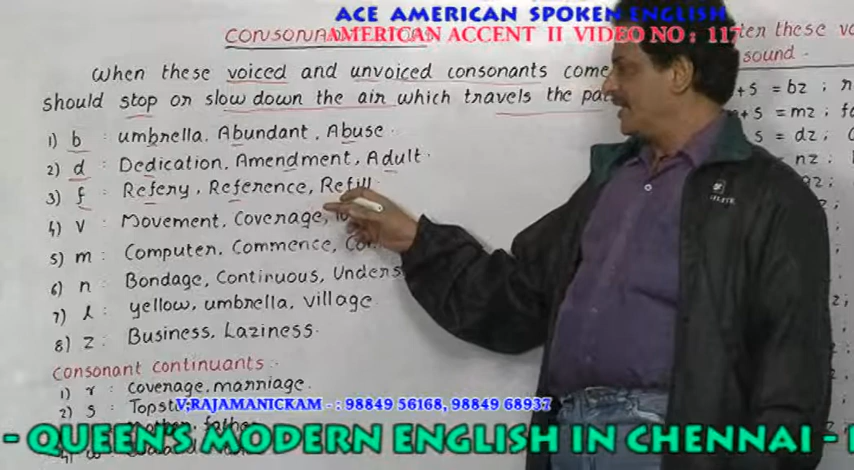 ACE AMERICAN SPOKEN ENGLISH
AMERICAN ACCENT II VIDEO NO : 117
When these voiced and unvoiced consonants come
should stop or slow down the air which travels the
1) b : umbrella, Abundant, Abuse
2) d : Dedication, Amendment, Adult
3) f : Refery, Reference, Refill
4) v : Movement, Coverage,
5) m : Computer, Commence,
6) n : Bondage, Continuous,
7) l : yellow, umbrella, village
8) z : Business, Laziness
Consonant continuants
1) r : coverage, marriage
2) s :
ten these
sound
+s = bz ;
+s = mz ;
s = dz ;
= nz ;
V;RAJAMANICKAM - : 98849 56168, 98849 68937
- QUEEN'S MODERN ENGLISH IN CHENNAI -
ELITE